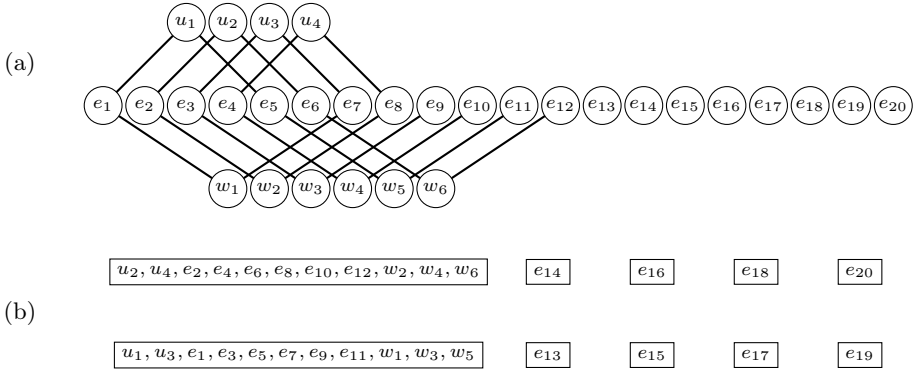 u₁ u₂ u₃ u₄
(a)
e₁ e₂ e₃ e₄ e₅ e₆ e₇ e₈ e₉ e₁₀ e₁₁ e₁₂ e₁₃ e₁₄ e₁₅ e₁₆ e₁₇ e₁₈ e₁₉ e₂₀
w₁ w₂ w₃ w₄ w₅ w₆
u₂, u₄, e₂, e₄, e₆, e₈, e₁₀, e₁₂, w₂, w₄, w₆ e₁₄ e₁₆ e₁₈ e₂₀
(b)
u₁, u₃, e₁, e₃, e₅, e₇, e₉, e₁₁, w₁, w₃, w₅ e₁₃ e₁₅ e₁₇ e₁₉